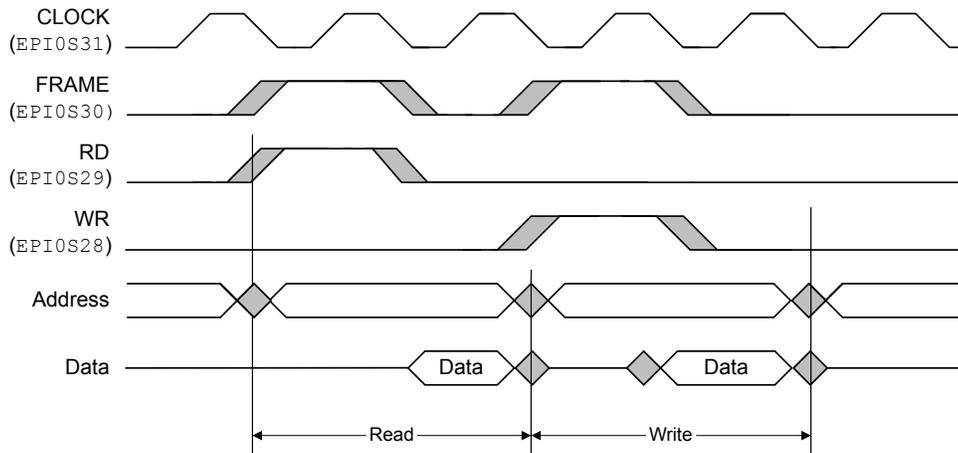 CLOCK
(EPI0S31)
FRAME
(EPI0S30)
RD
(EPI0S29)
WR
(EPI0S28)
Address
Data
Data
Data
Read
Write